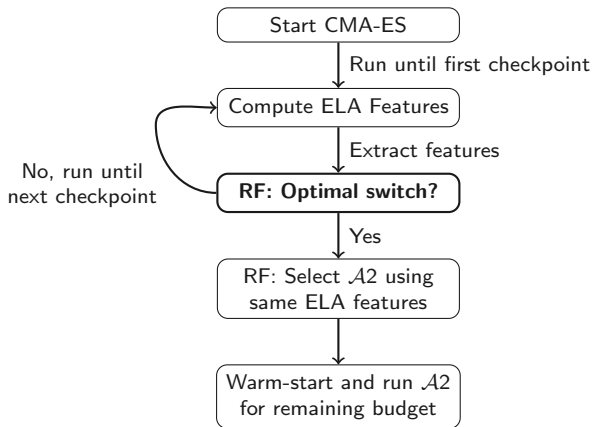 Start CMA-ES
Run until first checkpoint
Compute ELA Features
Extract features
No, run until
next checkpoint
RF: Optimal switch?
Yes
RF: Select 𝒜2 using
same ELA features
Warm-start and run 𝒜2
for remaining budget